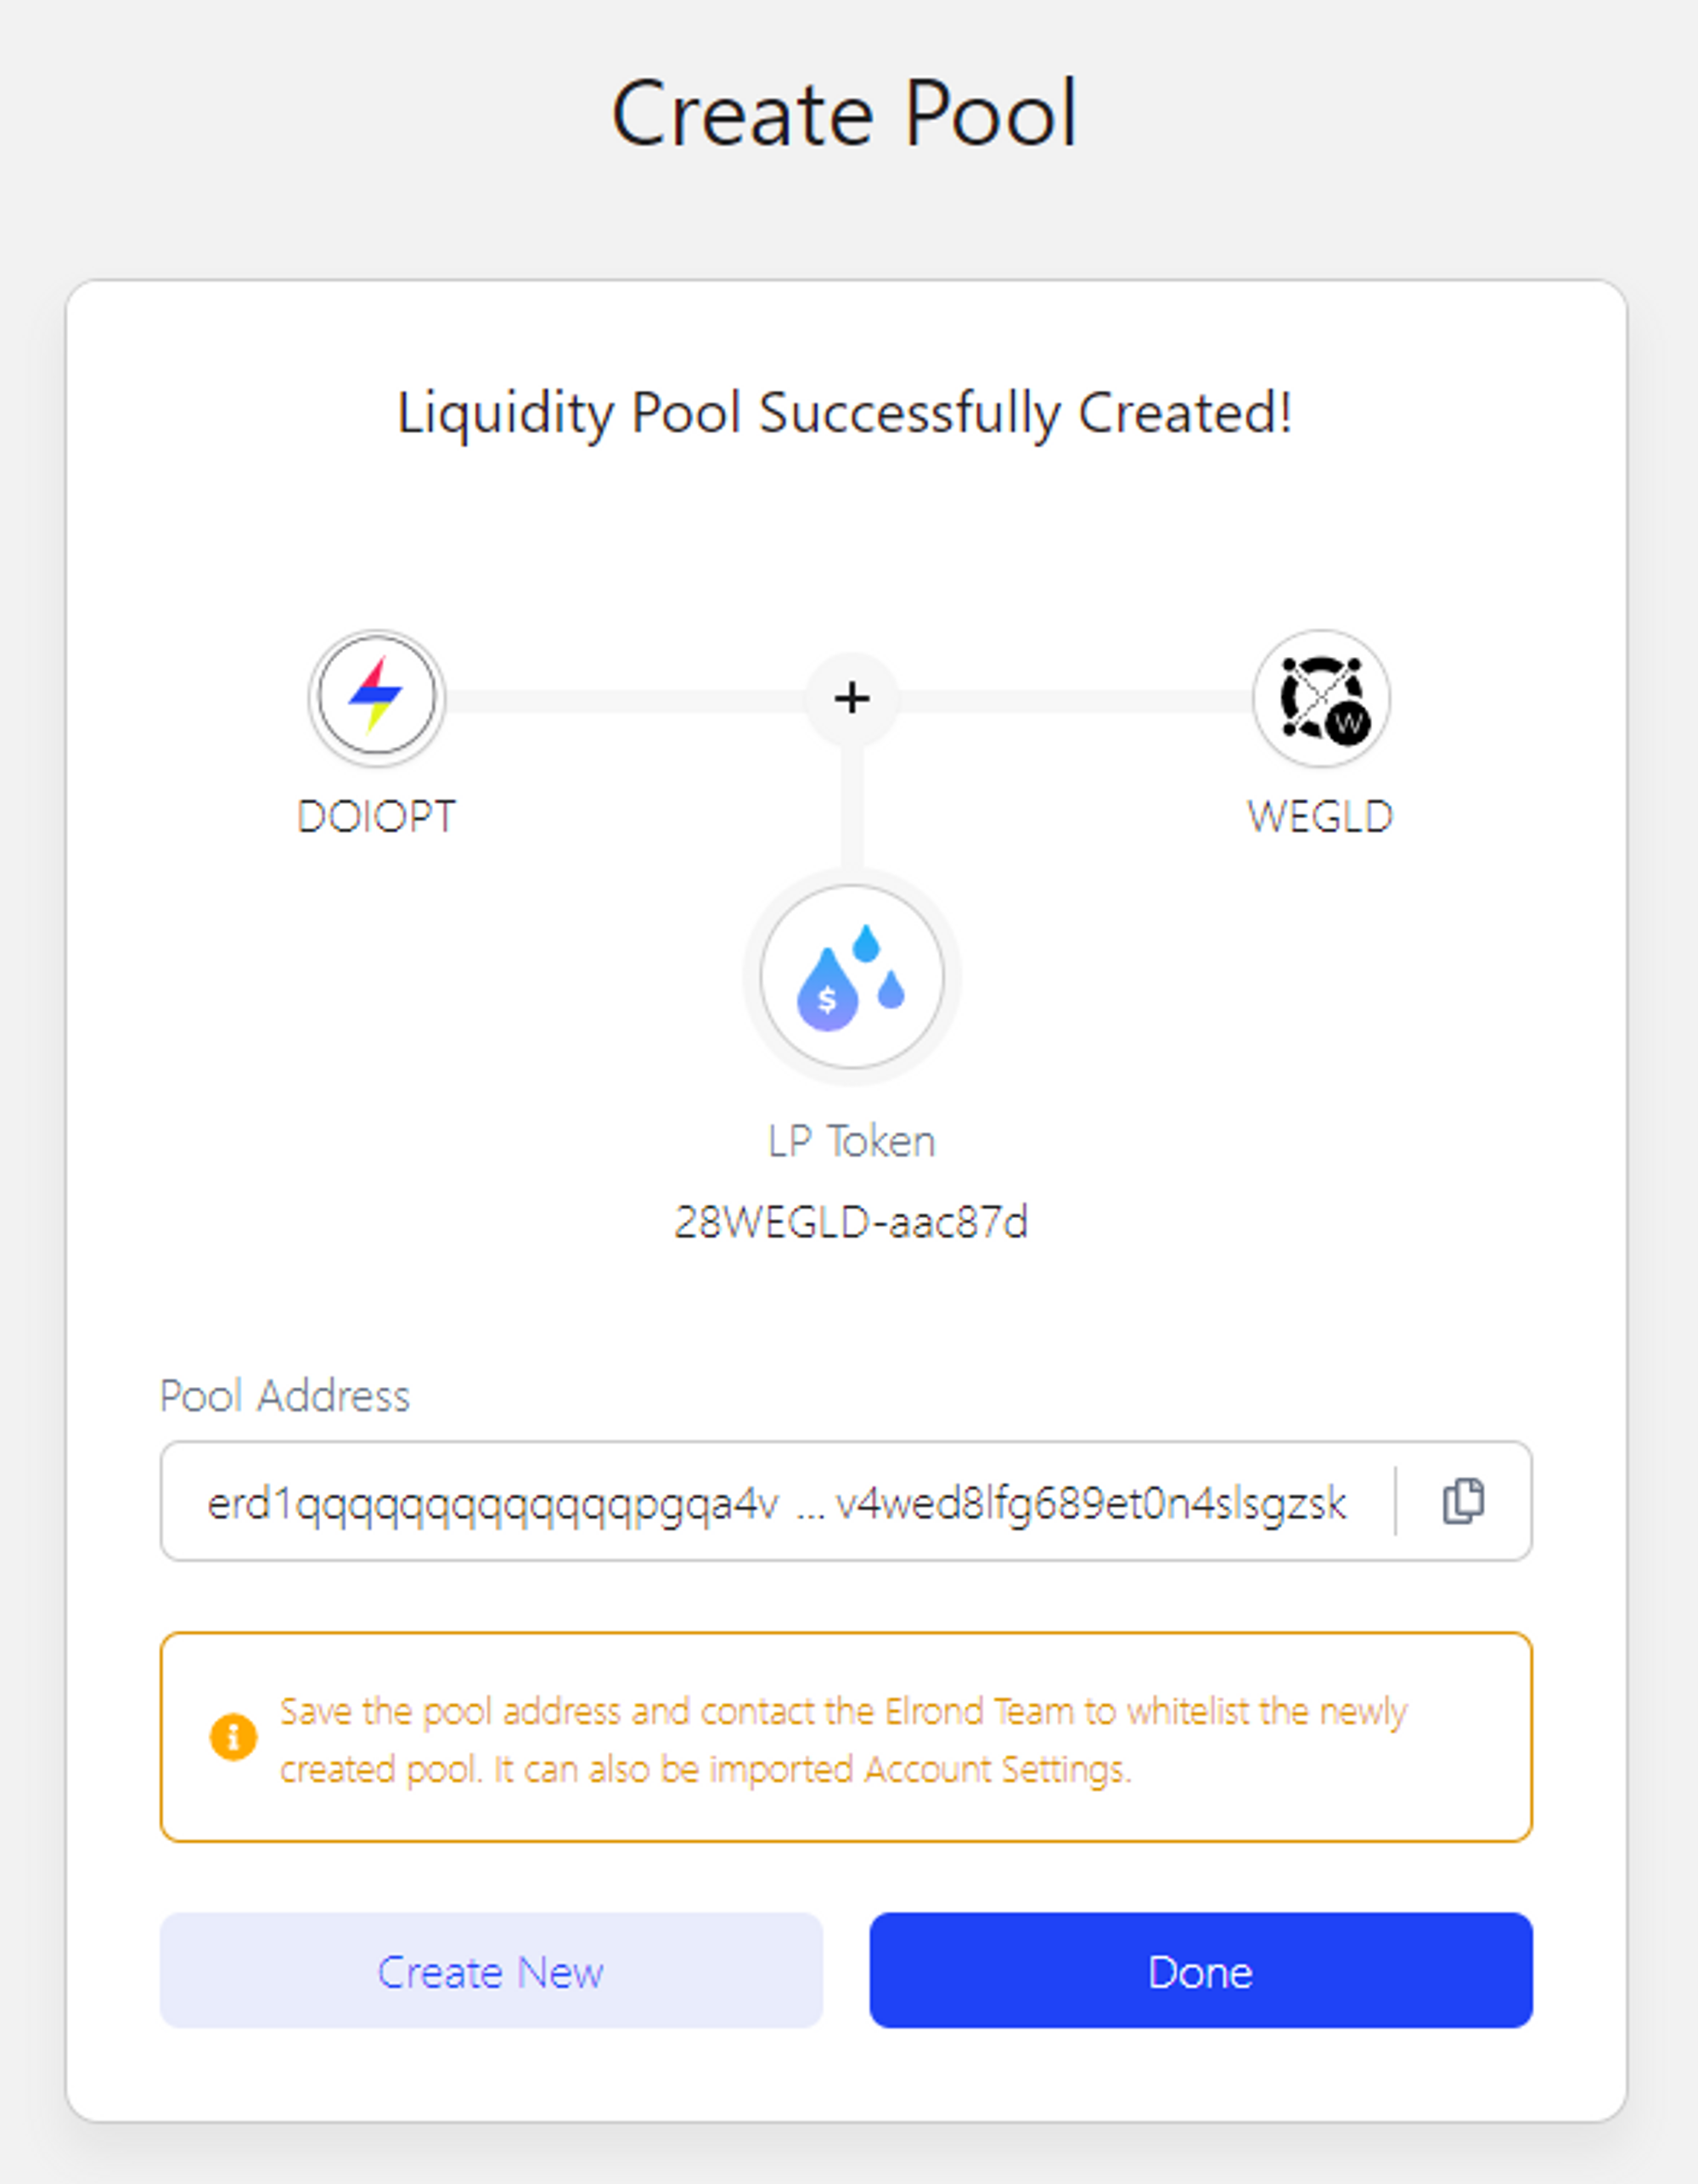 Create Pool
Liquidity Pool Successfully Created!
+
W
DOIOPT
WEGLD
$
LP Token
28WEGLD-aac87d
Pool Address
erd1qqqqqqqqqqqqqpgqa4v ... v4wed8lfg689et0n4slsgzsk
Save the pool address and contact the Elrond Team to whitelist the newly
created pool. It can also be imported Account Settings.
Create New
Done